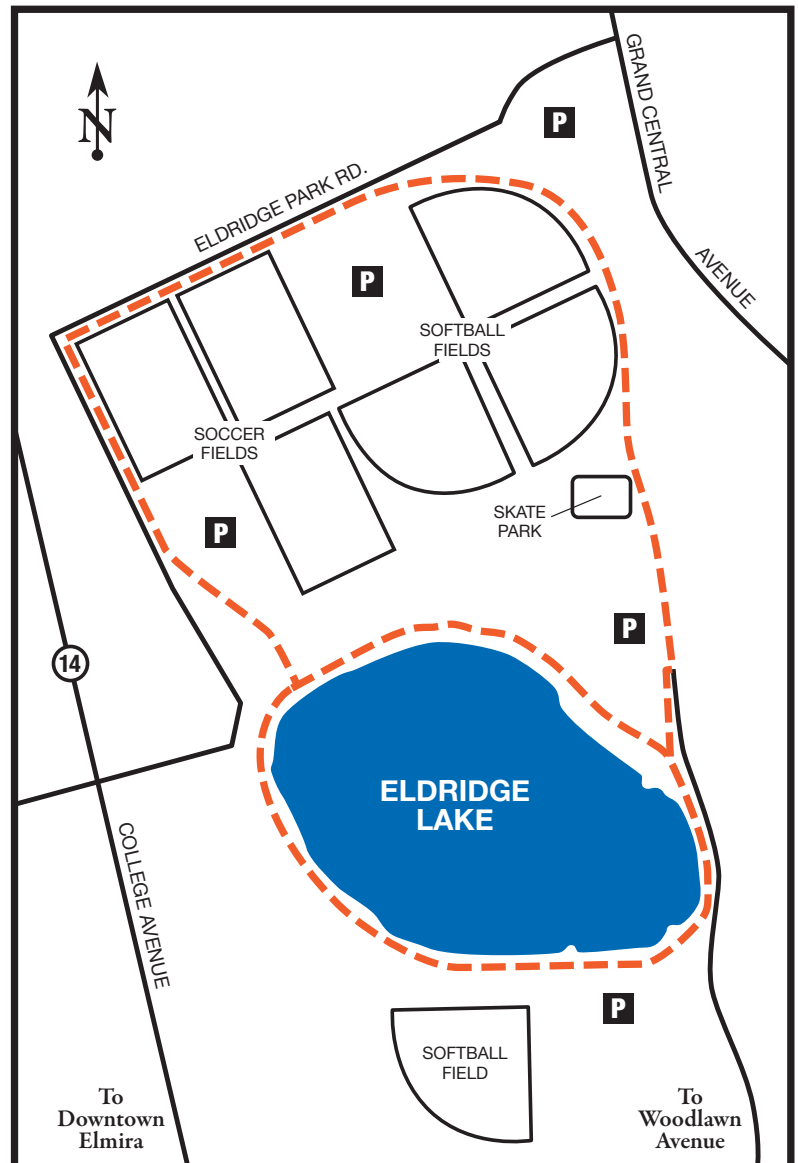 GRAND CENTRAL
AVENUE
P
N
ELDRIDGE PARK RD.
P
SOFTBALL
FIELDS
SOCCER
FIELDS
SKATE
PARK
P
P
14
ELDRIDGE
LAKE
COLLEGE AVENUE
P
SOFTBALL
FIELD
To
Downtown
Elmira
To
Woodlawn
Avenue